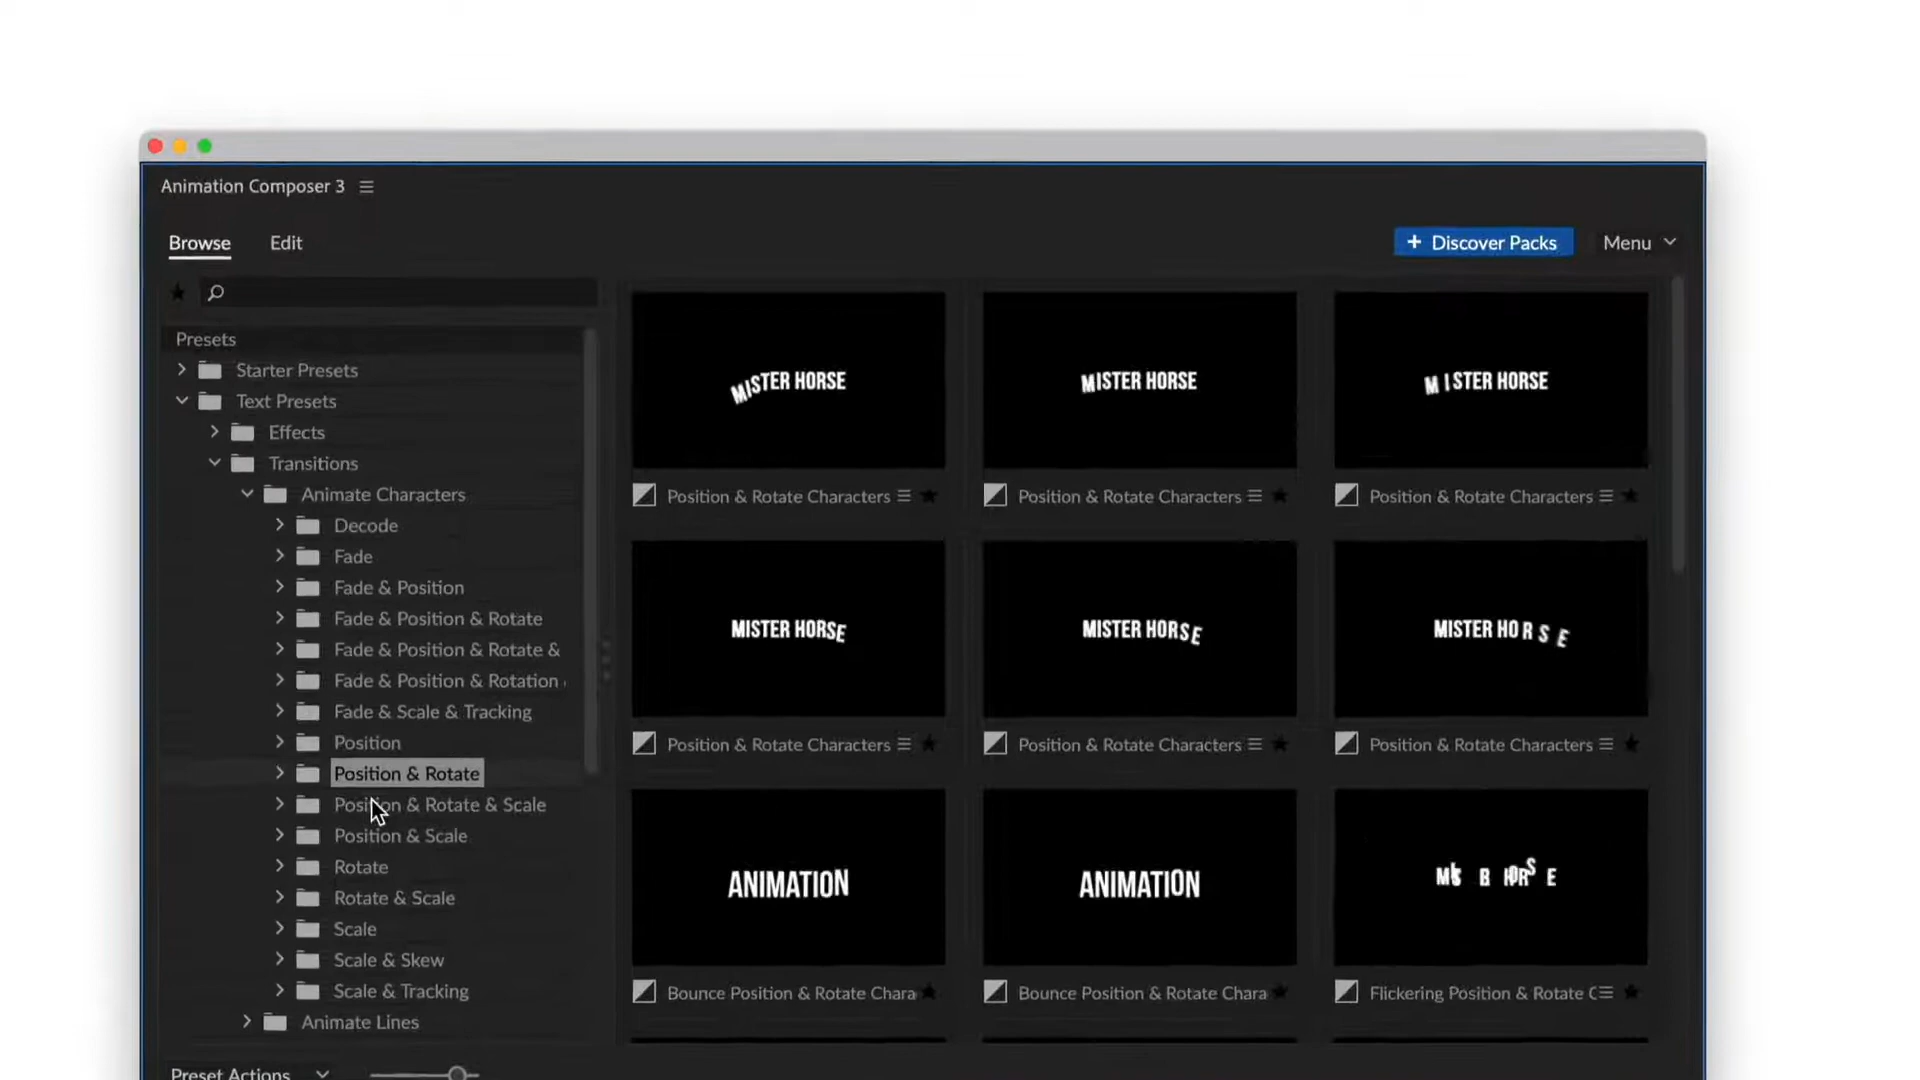 Animation Composer 3
Browse
Edit
+ Discover Packs
Menu
Presets
Starter Presets
Text Presets
Effects
Transitions
Animate Characters
Decode
Fade
Fade & Position
Fade & Position & Rotate
Fade & Position & Rotate &
Fade & Position & Rotation
Fade & Scale & Tracking
Position
Position & Rotate
Position & Rotate & Scale
Position & Scale
Rotate
Rotate & Scale
Scale
Scale & Skew
Scale & Tracking
Animate Lines
Preset Actions
MISTER HORSE
MISTER HORSE
MISTER HORSE
Position & Rotate Characters
Position & Rotate Characters
Position & Rotate Characters
MISTER HORSE
MISTER HORSE
MISTER HORSE
Position & Rotate Characters
Position & Rotate Characters
Position & Rotate Characters
ANIMATION
ANIMATION
Bounce Position & Rotate Chara
Bounce Position & Rotate Chara
Flickering Position & Rotate C